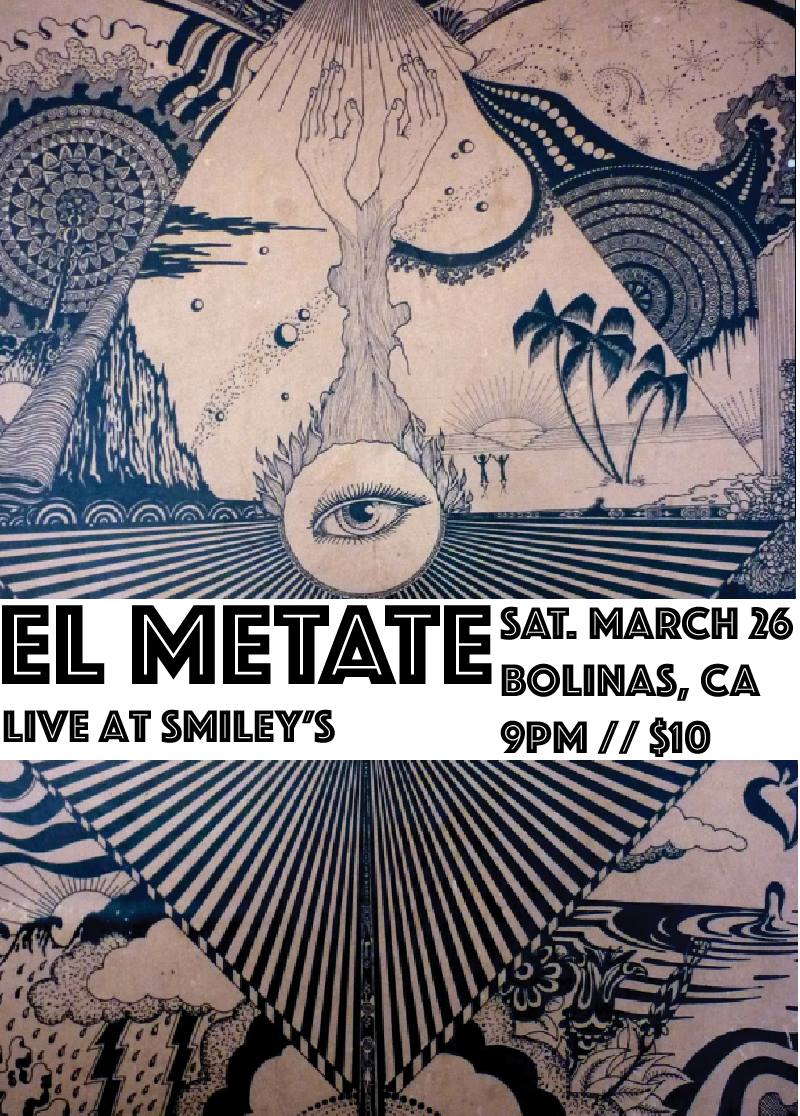 EL METATE
LIVE AT SMILEY'S
SAT. MARCH 26
BOLINAS, CA
9PM // $10